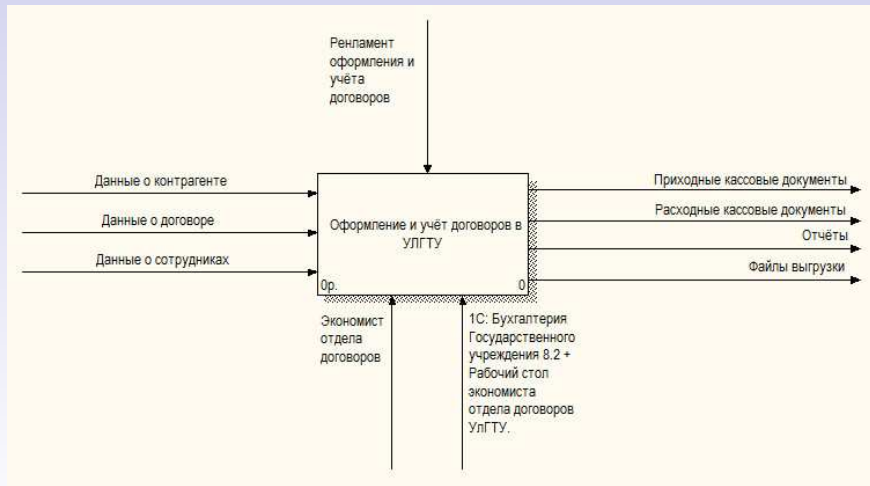 Ренламент
оформления и
учёта
договоров
Данные о контрагенте
Данные о договоре
Данные о сотрудниках
Оформление и учёт договоров в
УЛГТУ
0р.
0
Приходные кассовые документы
Расходные кассовые документы
Отчёты
Файлы выгрузки
Экономист
отдела
договоров
1С: Бухгалтерия
Государственного
учреждения 8.2 +
Рабочий стол
экономиста
отдела договоров
УлГТУ.